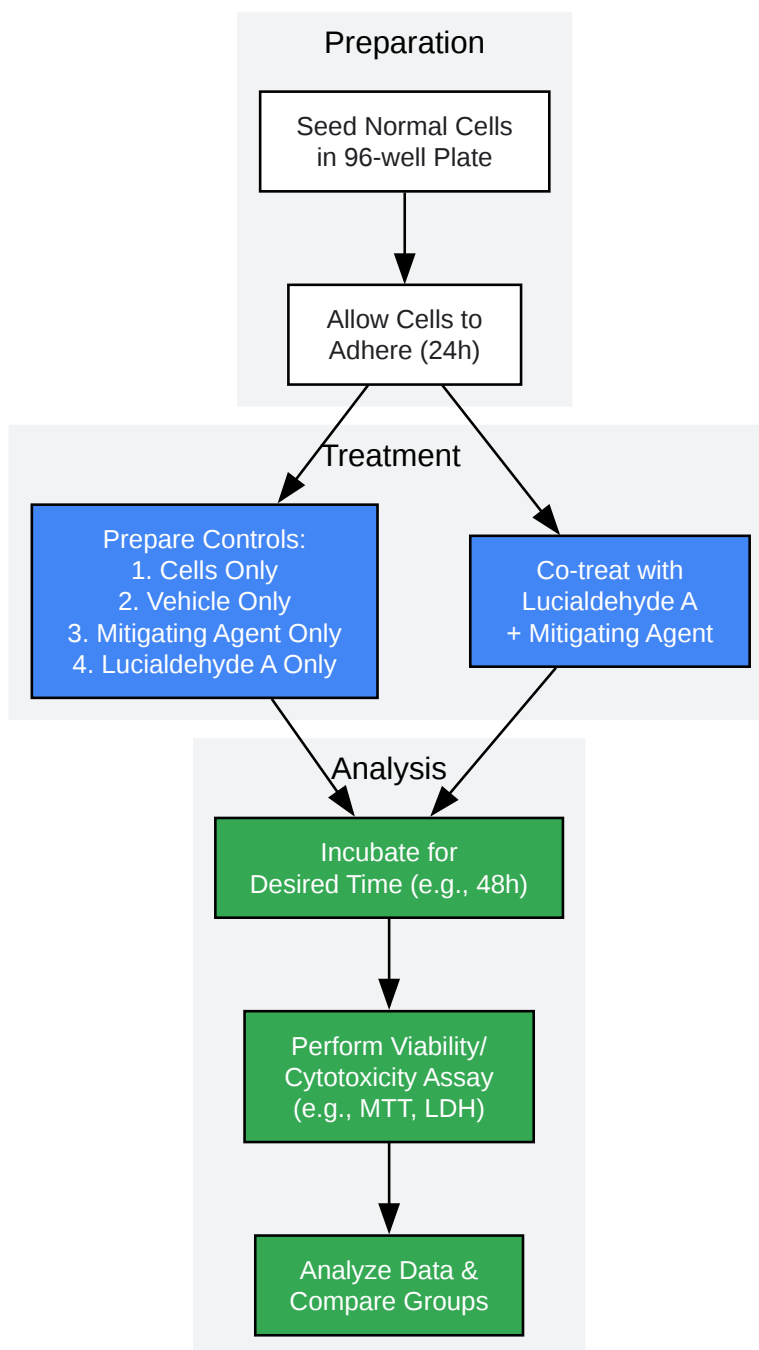 Preparation
Seed Normal Cells
in 96-well Plate
Allow Cells to
Adhere (24h)
Treatment
Prepare Controls:
1. Cells Only
2. Vehicle Only
3. Mitigating Agent Only
4. Lucialdehyde A Only
Co-treat with
Lucialdehyde A
+ Mitigating Agent
Analysis
Incubate for
Desired Time (e.g., 48h)
Perform Viability/
Cytotoxicity Assay
(e.g., MTT, LDH)
Analyze Data &
Compare Groups